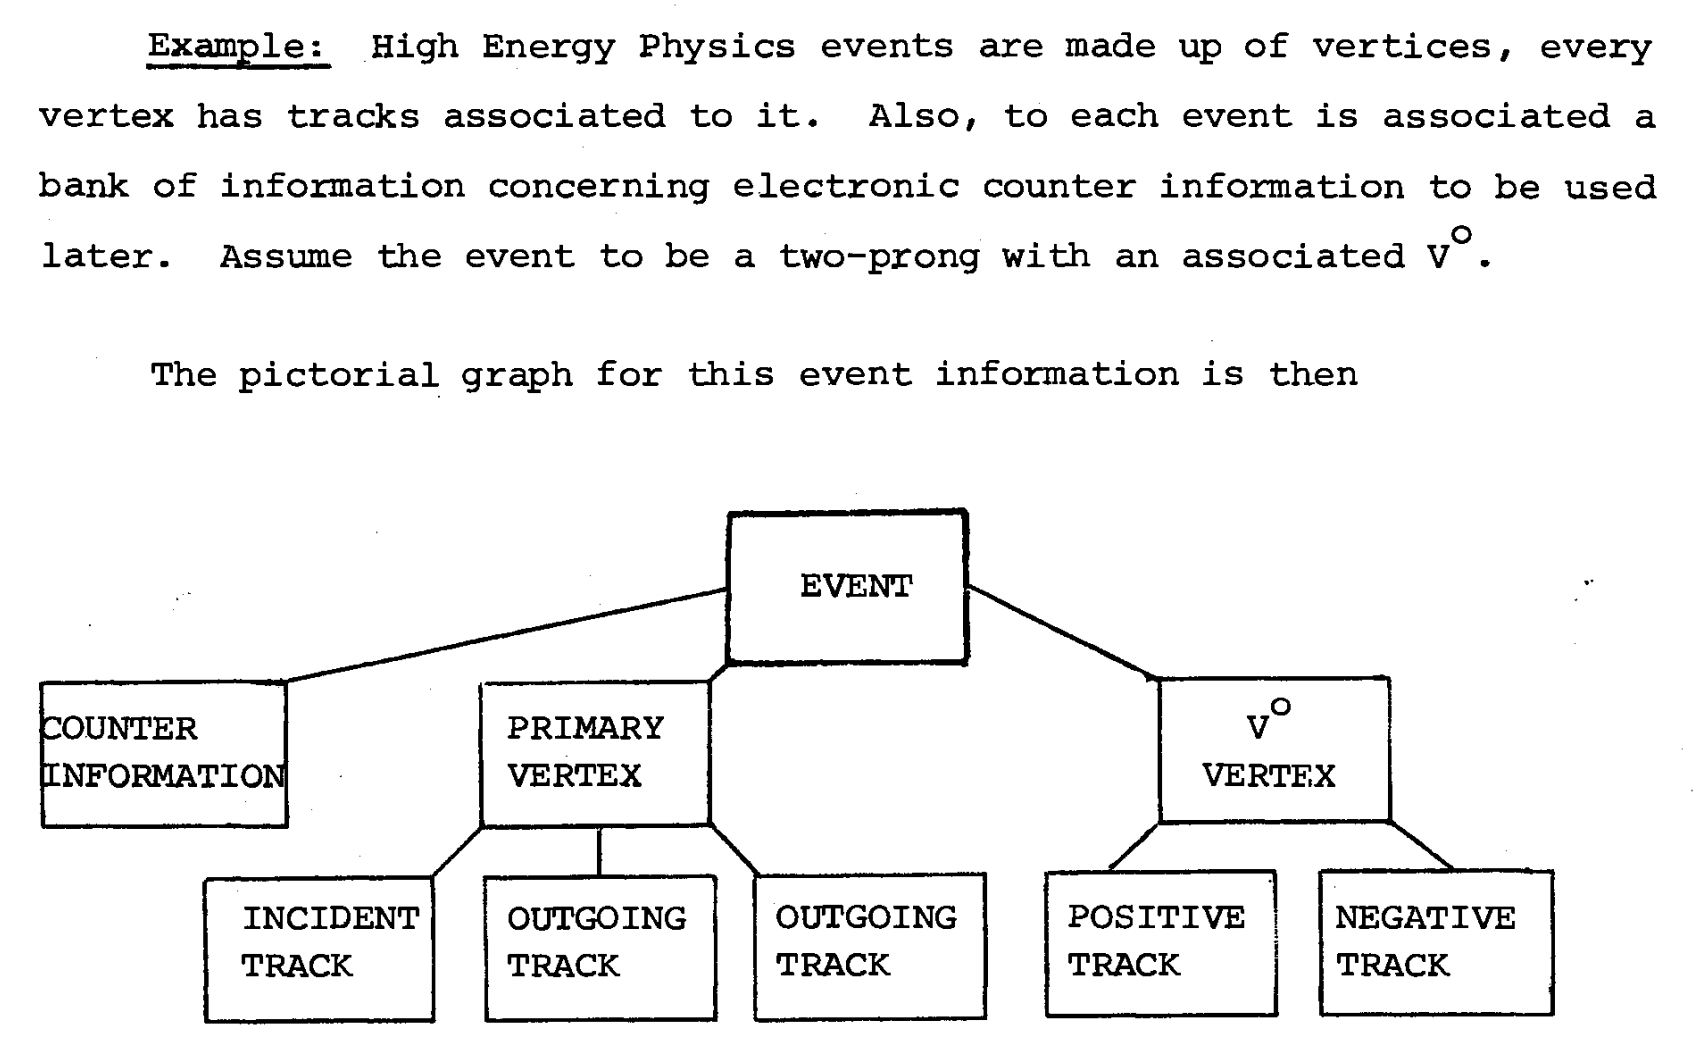 Example: High Energy Physics events are made up of vertices, every
vertex has tracks associated to it. Also, to each event is associated a
bank of information concerning electronic counter information to be used
later. Assume the event to be a two-prong with an associated V°.
The pictorial graph for this event information is then
EVENT
COUNTER
INFORMATION
PRIMARY
VERTEX
V°
VERTEX
INCIDENT
TRACK
OUTGOING
TRACK
OUTGOING
TRACK
POSITIVE
TRACK
NEGATIVE
TRACK